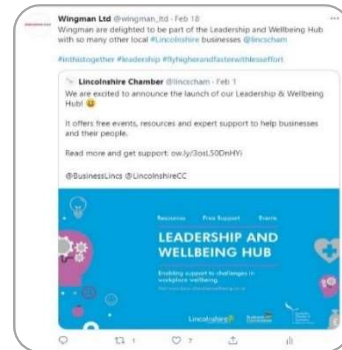 Wingman Ltd @wingman_ltd · Feb 18
Wingman are delighted to be part of the Leadership and Wellbeing Hub
with so many other local #Lincolnshire businesses @lincscham
#inthistogether #leadership #flyhigherandfasterwithlesseffort
Lincolnshire Chamber @lincscham · Feb 1
We are excited to announce the launch of our Leadership & Wellbeing
Hub! 😃
It offers free events, resources and expert support to help businesses
and their people.
Read more and get support:
@BusinessLincs @LincolnshireCC
Resources Free Support Events
LEADERSHIP AND
WELLBEING HUB
Enabling support to challenges in
workplace wellbeing.
Lincolnshire
1 7